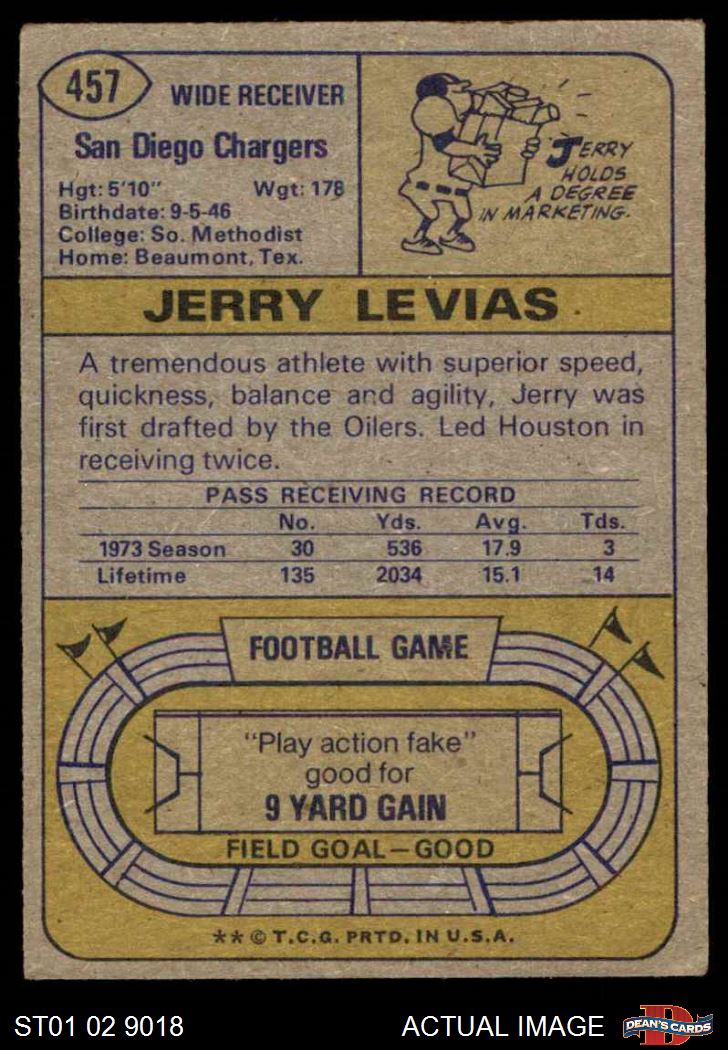 457
WIDE RECEIVER
San Diego Chargers
Hgt: 5'10" Wgt: 178
Birthdate: 9-5-46
College: So. Methodist
Home: Beaumont, Tex.
JERRY
HOLDS
A DEGREE
IN MARKETING.
JERRY LEVIAS
A tremendous athlete with superior speed,
quickness, balance and agility, Jerry was
first drafted by the Oilers. Led Houston in
receiving twice.
PASS RECEIVING RECORD
No. Yds. Avg. Tds.
1973 Season 30 536 17.9 3
Lifetime 135 2034 15.1 14
FOOTBALL GAME
"Play action fake"
good for
9 YARD GAIN
FIELD GOAL—GOOD
**© T.C.G. PRTD. IN U.S.A.
ST01 02 9018 ACTUAL IMAGE D DEAN'S CARDS